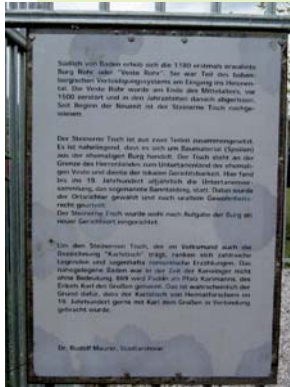 Südlich von Baden erhob sich die 1180 erstmals erwähnte
Burg Rohr oder "Veste Rohr". Sie war Teil des baben-
bergischen Verteidigungssystems am Eingang ins Helenen-
tal. Die Veste Rohr wurde am Ende des Mittelalters, vor
1500 zerstört und in den Jahrzehnten danach abgetragen.
Seit Beginn der Neuzeit ist der Steinerne Tisch nachge-
wiesen.
Der Steinerne Tisch ist aus zwei Teilen zusammengesetzt.
Es ist naheliegend, dass es sich um Baumaterial (Spolien)
aus der ehemaligen Burg handelt. Der Tisch steht an der
Grenze des Herrenlandes zum Untertanenland der ehemali-
gen Veste und diente der lokalen Gerichtsbarkeit. Hier fand
bis ins 19. Jahrhundert alljährlich die Untertanenver-
sammlung, das sogenannte Banntaiding, statt. Dabei wurde
der Ortsrichter gewählt und nach uraltem Gewohnheits-
recht geurteilt.
Der Steinerne Tisch wurde wohl nach Aufgabe der Burg als
neuer Gerichtsort eingerichtet.
Um den Steinernen Tisch, der im Volksmund auch die
Bezeichnung "Karlstisch" trägt, ranken sich zahlreiche
Legenden und sagenhafte romantische Erzählungen. Das
nahegelegene Baden war in der Zeit der Karolinger nicht
ohne Bedeutung. 869 wird Padun als Pfalz Karlmanns, des
Enkels Karl des Großen genannt. Das ist wahrscheinlich der
Grund dafür, dass der Karlstisch von Heimatforschern im
19. Jahrhundert gerne mit Karl dem Großen in Verbindung
gebracht wurde.
Dr. Rudolf Maurer, Stadtarchivar